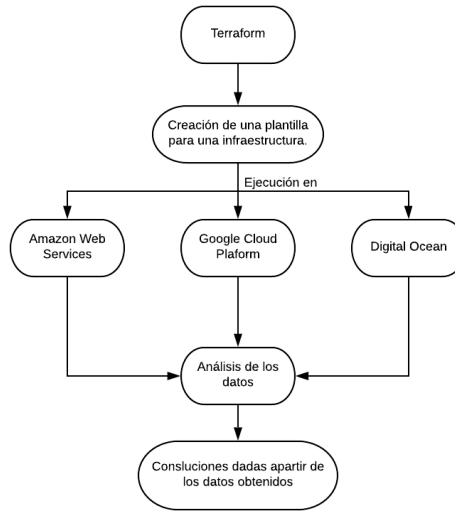 Terraform
Creación de una plantilla
para una infraestructura.
Ejecución en
Amazon Web
Services
Google Cloud
Plaform
Digital Ocean
Análisis de los
datos
Consluciones dadas apartir de
los datos obtenidos